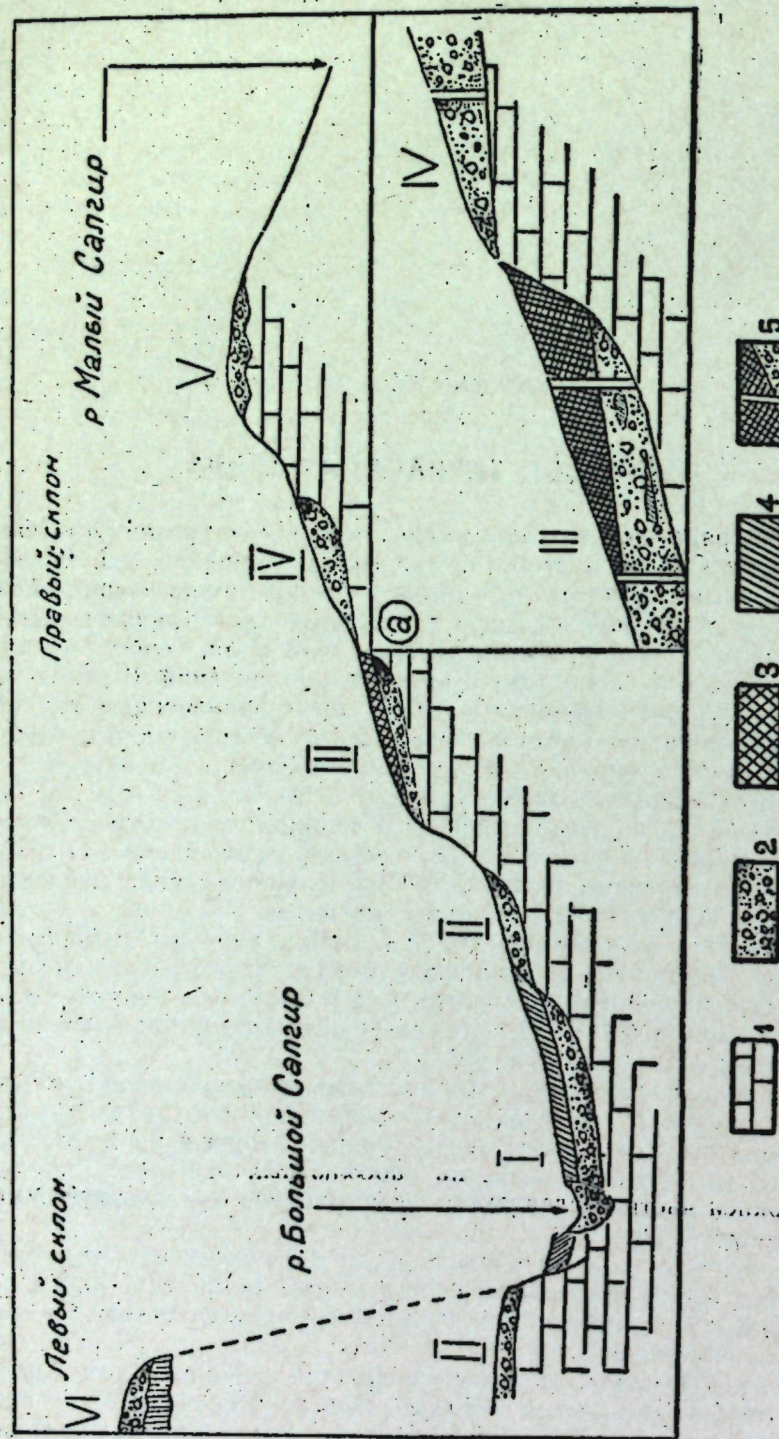 Левый склон
Правый склон
р Малый Салгир
VI
V
IV
III
II
р. Большой Салгир
I
II
а
III
IV
1
2
3
4
5